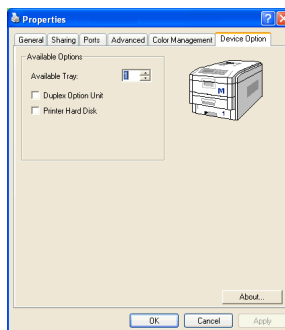 Properties
General Sharing Ports Advanced Color Management Device Option
Available Options
Available Tray: 1
Duplex Option Unit
Printer Hard Disk
M
1
About...
OK Cancel Apply